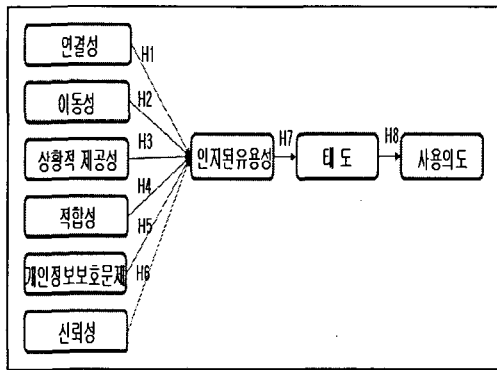 연결성
H1
이동성
H2
상황적 제공성
H3
적합성
H4
개인정보보호문제
H5
신뢰성
H6
인지된유용성
H7
태 도
H8
사용의도